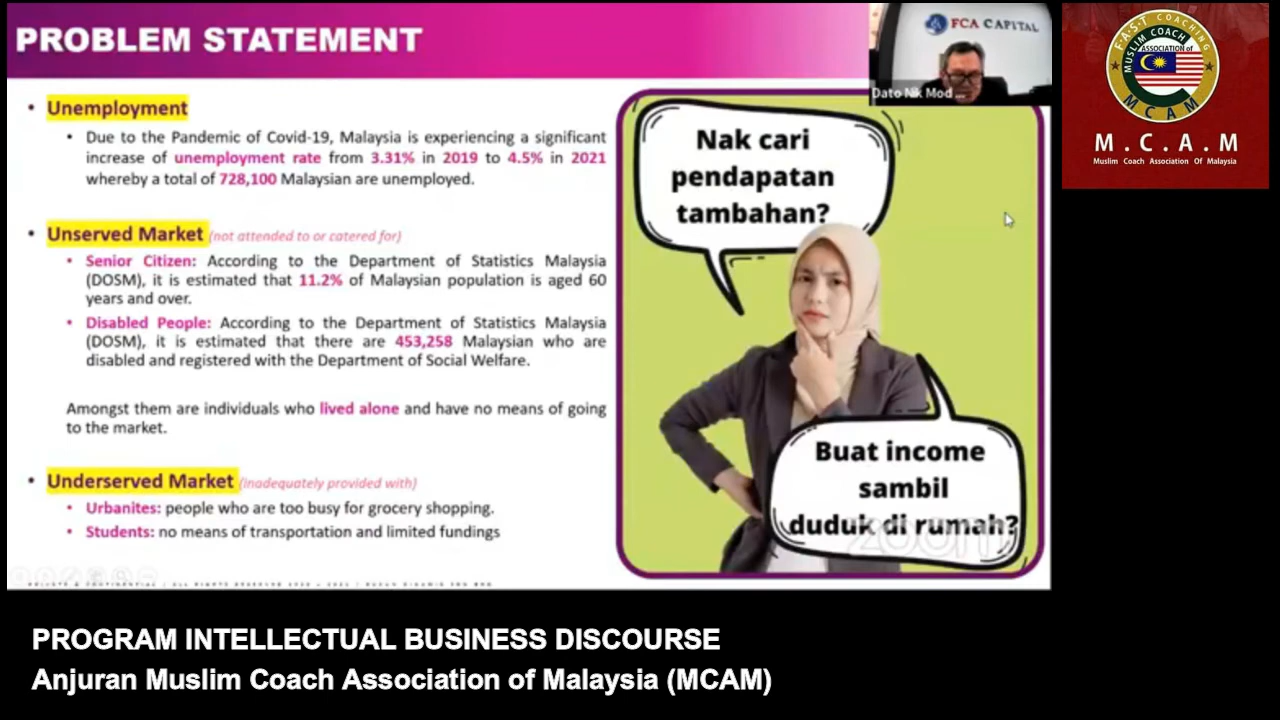 PROBLEM STATEMENT
• Unemployment
• Due to the Pandemic of Covid-19, Malaysia is experiencing a significant
increase of unemployment rate from 3.31% in 2019 to 4.5% in 2021
whereby a total of 728,100 Malaysian are unemployed.
• Unserved Market (not attended to or catered for)
• Senior Citizen: According to the Department of Statistics Malaysia
(DOSM), it is estimated that 11.2% of Malaysian population is aged 60
years and over.
• Disabled People: According to the Department of Statistics Malaysia
(DOSM), it is estimated that there are 453,258 Malaysian who are
disabled and registered with the Department of Social Welfare.
Amongst them are individuals who lived alone and have no means of going
to the market.
• Underserved Market (inadequately provided with)
• Urbanites: people who are too busy for grocery shopping.
• Students: no means of transportation and limited fundings
Nak cari
pendapatan
tambahan?
Buat income
sambil
duduk di rumah?
zoom
FCA CAPITAL
Dato Nik Mod ...
F.A.S.T COACHING
MUSLIM COACH
ASSOCIATION of
MCAM
M.C.A.M
Muslim Coach Association Of Malaysia
PROGRAM INTELLECTUAL BUSINESS DISCOURSE
Anjuran Muslim Coach Association of Malaysia (MCAM)